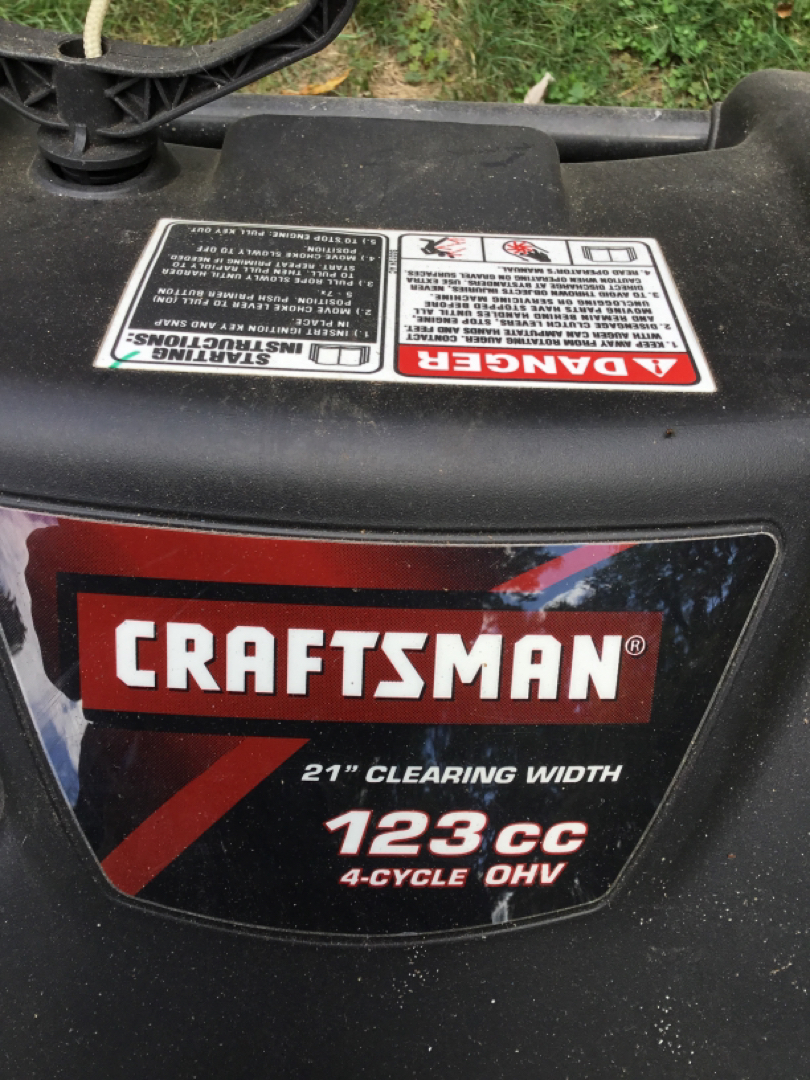 STARTING
INSTRUCTIONS:
1.) INSERT IGNITION KEY AND SNAP
IN PLACE.
2.) MOVE CHOKE LEVER TO FULL (ON)
POSITION. PUSH PRIMER BUTTON
5 - 7x
3.) PULL ROPE SLOWLY UNTIL HARDER
TO PULL, THEN PULL RAPIDLY TO
START. REPEAT PRIMING IF NEEDED.
4.) MOVE CHOKE SLOWLY TO OFF
POSITION.
5.) TO STOP ENGINE: PULL KEY OUT.
DANGER
1. KEEP AWAY FROM ROTATING AUGER. CONTACT
WITH AUGER CAN AMPUTATE HANDS AND FEET.
2. DISENGAGE CLUTCH LEVERS, STOP ENGINE,
AND REMAIN BEHIND HANDLES UNTIL ALL
MOVING PARTS HAVE STOPPED BEFORE
UNCLOGGING OR SERVICING MACHINE.
3. TO AVOID THROWN OBJECTS INJURIES, NEVER
DIRECT DISCHARGE AT BYSTANDERS. USE EXTRA
CAUTION WHEN OPERATING ON GRAVEL SURFACES.
4. READ OPERATOR'S MANUAL.
CRAFTSMAN®
21" CLEARING WIDTH
123cc
4-CYCLE OHV